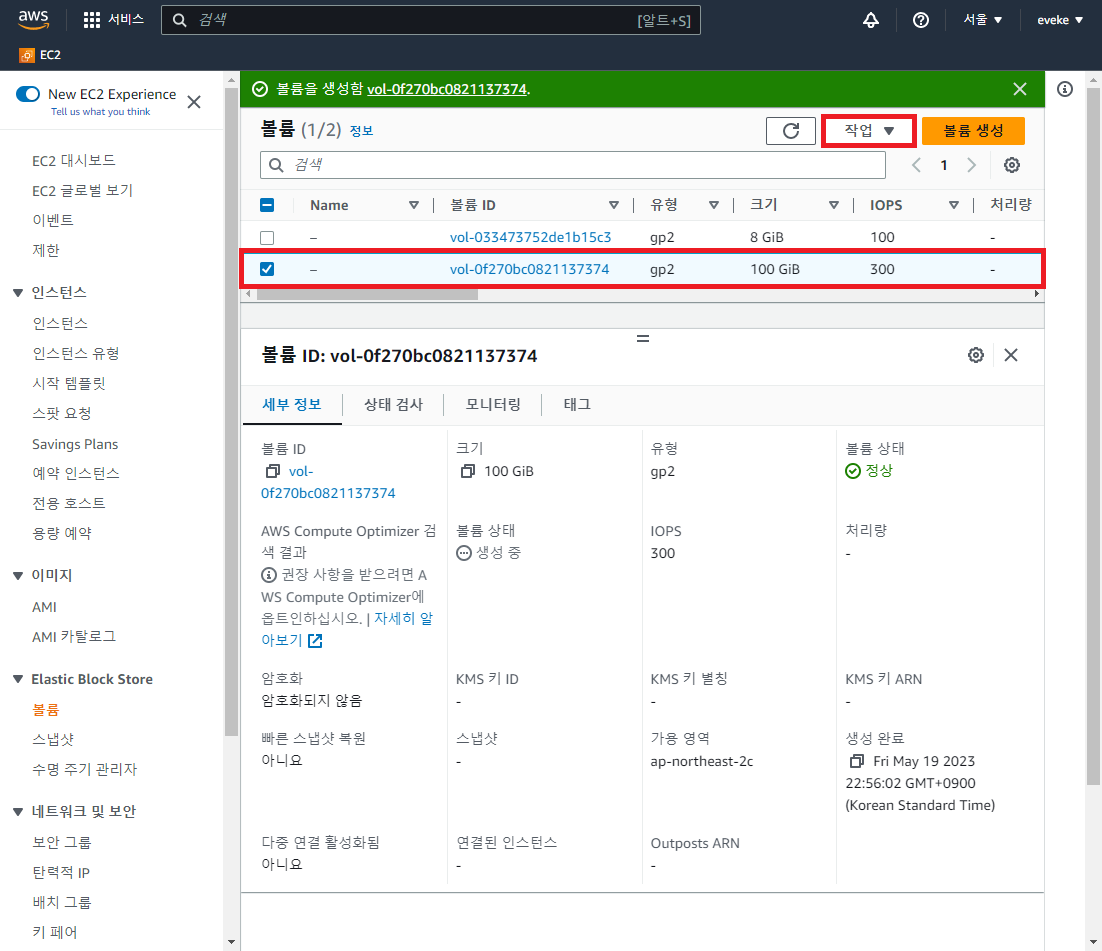 aws 서비스 검색 [알트+S] 서울 ▼ eveke ▼
EC2
New EC2 Experience
Tell us what you think
EC2 대시보드
EC2 글로벌 보기
이벤트
제한
인스턴스
인스턴스
인스턴스 유형
시작 템플릿
스팟 요청
Savings Plans
예약 인스턴스
전용 호스트
용량 예약
이미지
AMI
AMI 카탈로그
Elastic Block Store
볼륨
스냅샷
수명 주기 관리자
네트워크 및 보안
보안 그룹
탄력적 IP
배치 그룹
키 페어
볼륨을 생성함 vol-0f270bc0821137374.
볼륨 (1/2) 정보 작업 ▼ 볼륨 생성
검색 1
Name 볼륨 ID 유형 크기 IOPS 처리량
– vol-033473752de1b15c3 gp2 8 GiB 100 -
– vol-0f270bc0821137374 gp2 100 GiB 300 -
볼륨 ID: vol-0f270bc0821137374
세부 정보 상태 검사 모니터링 태그
볼륨 ID
vol-
0f270bc0821137374
크기
100 GiB
유형
gp2
볼륨 상태
정상
AWS Compute Optimizer 검
색 결과
권장 사항을 받으려면 A
WS Compute Optimizer에
옵트인하십시오. | 자세히 알
아보기
볼륨 상태
생성 중
IOPS
300
처리량
-
암호화
암호화되지 않음
KMS 키 ID
-
KMS 키 별칭
-
KMS 키 ARN
-
빠른 스냅샷 복원
아니요
스냅샷
-
가용 영역
ap-northeast-2c
생성 완료
Fri May 19 2023
22:56:02 GMT+0900
(Korean Standard Time)
다중 연결 활성화됨
아니요
연결된 인스턴스
-
Outposts ARN
-